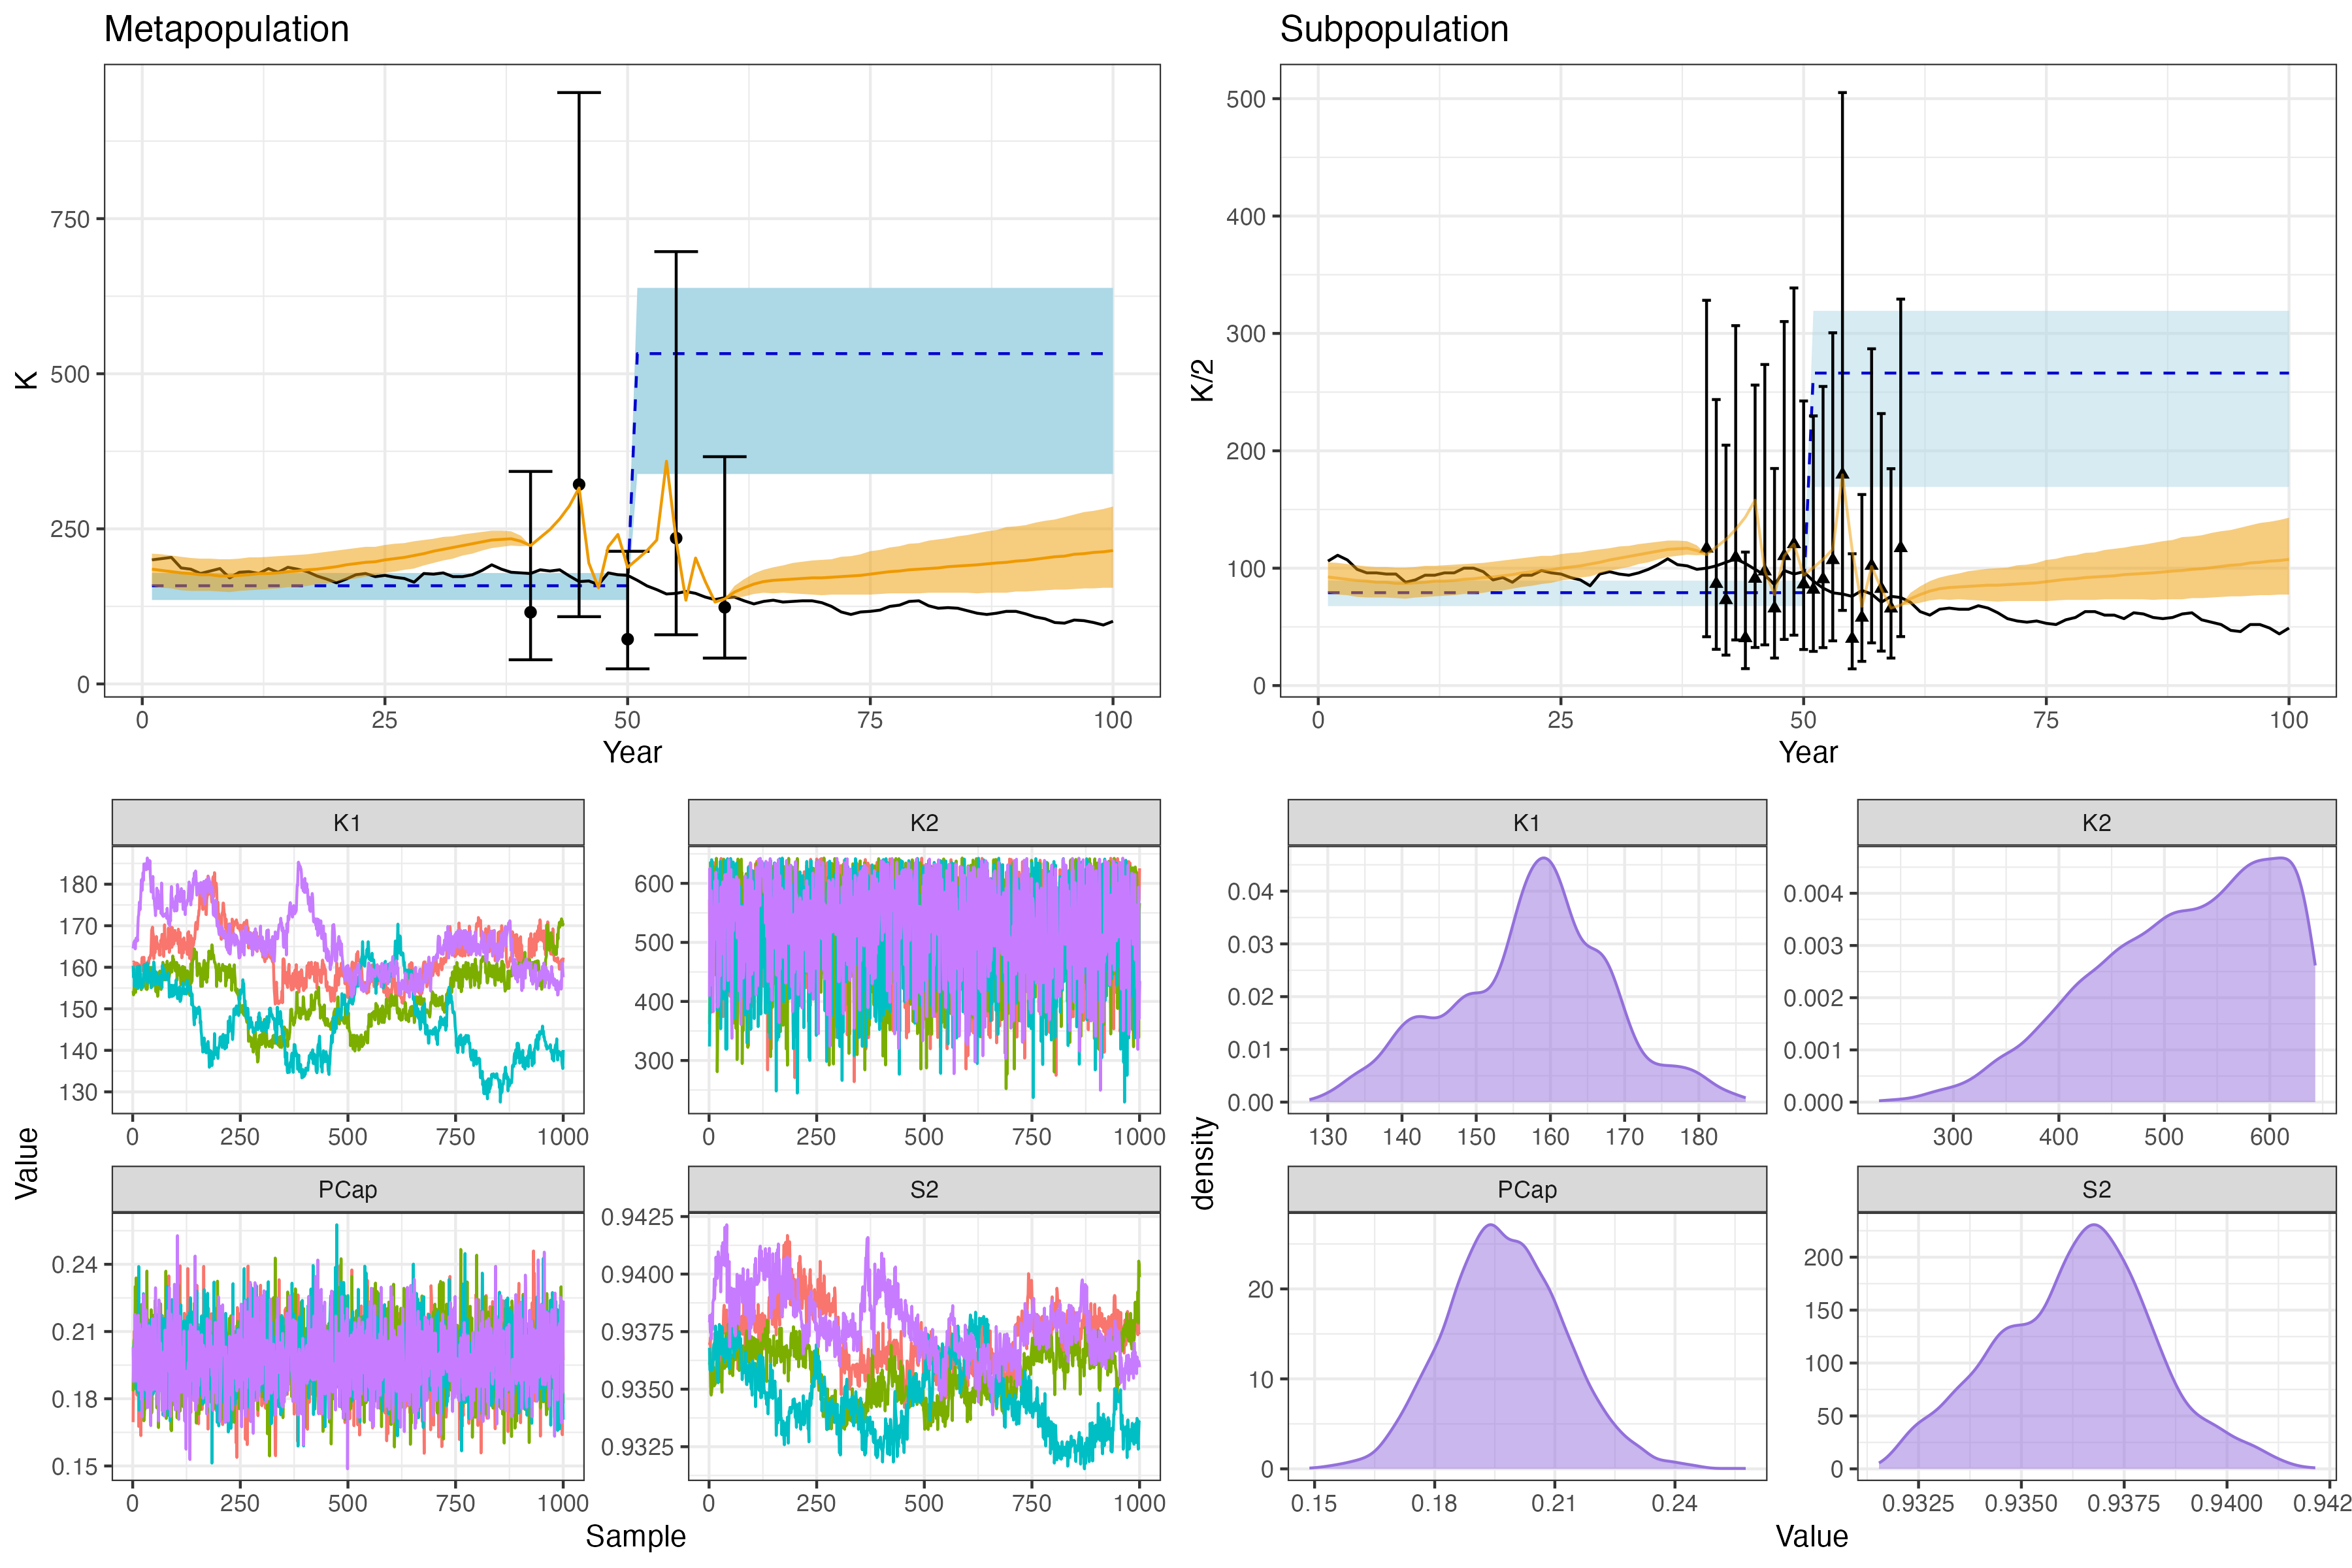 Metapopulation
K
750
500
250
0
0 25 50 75 100
Year
Subpopulation
K/2
500
400
300
200
100
0
0 25 50 75 100
Year
Value
K1
180
170
160
150
140
130
0 250 500 750 1000
K2
600
500
400
300
0 250 500 750 1000
PCap
0.24
0.21
0.18
0.15
0 250 500 750 1000
S2
0.9425
0.9400
0.9375
0.9350
0.9325
0 250 500 750 1000
Sample
density
K1
0.04
0.03
0.02
0.01
0.00
130 140 150 160 170 180
K2
0.004
0.003
0.002
0.001
0.000
300 400 500 600
PCap
20
10
0
0.15 0.18 0.21 0.24
S2
200
150
100
50
0
0.9325 0.9350 0.9375 0.9400 0.942
Value